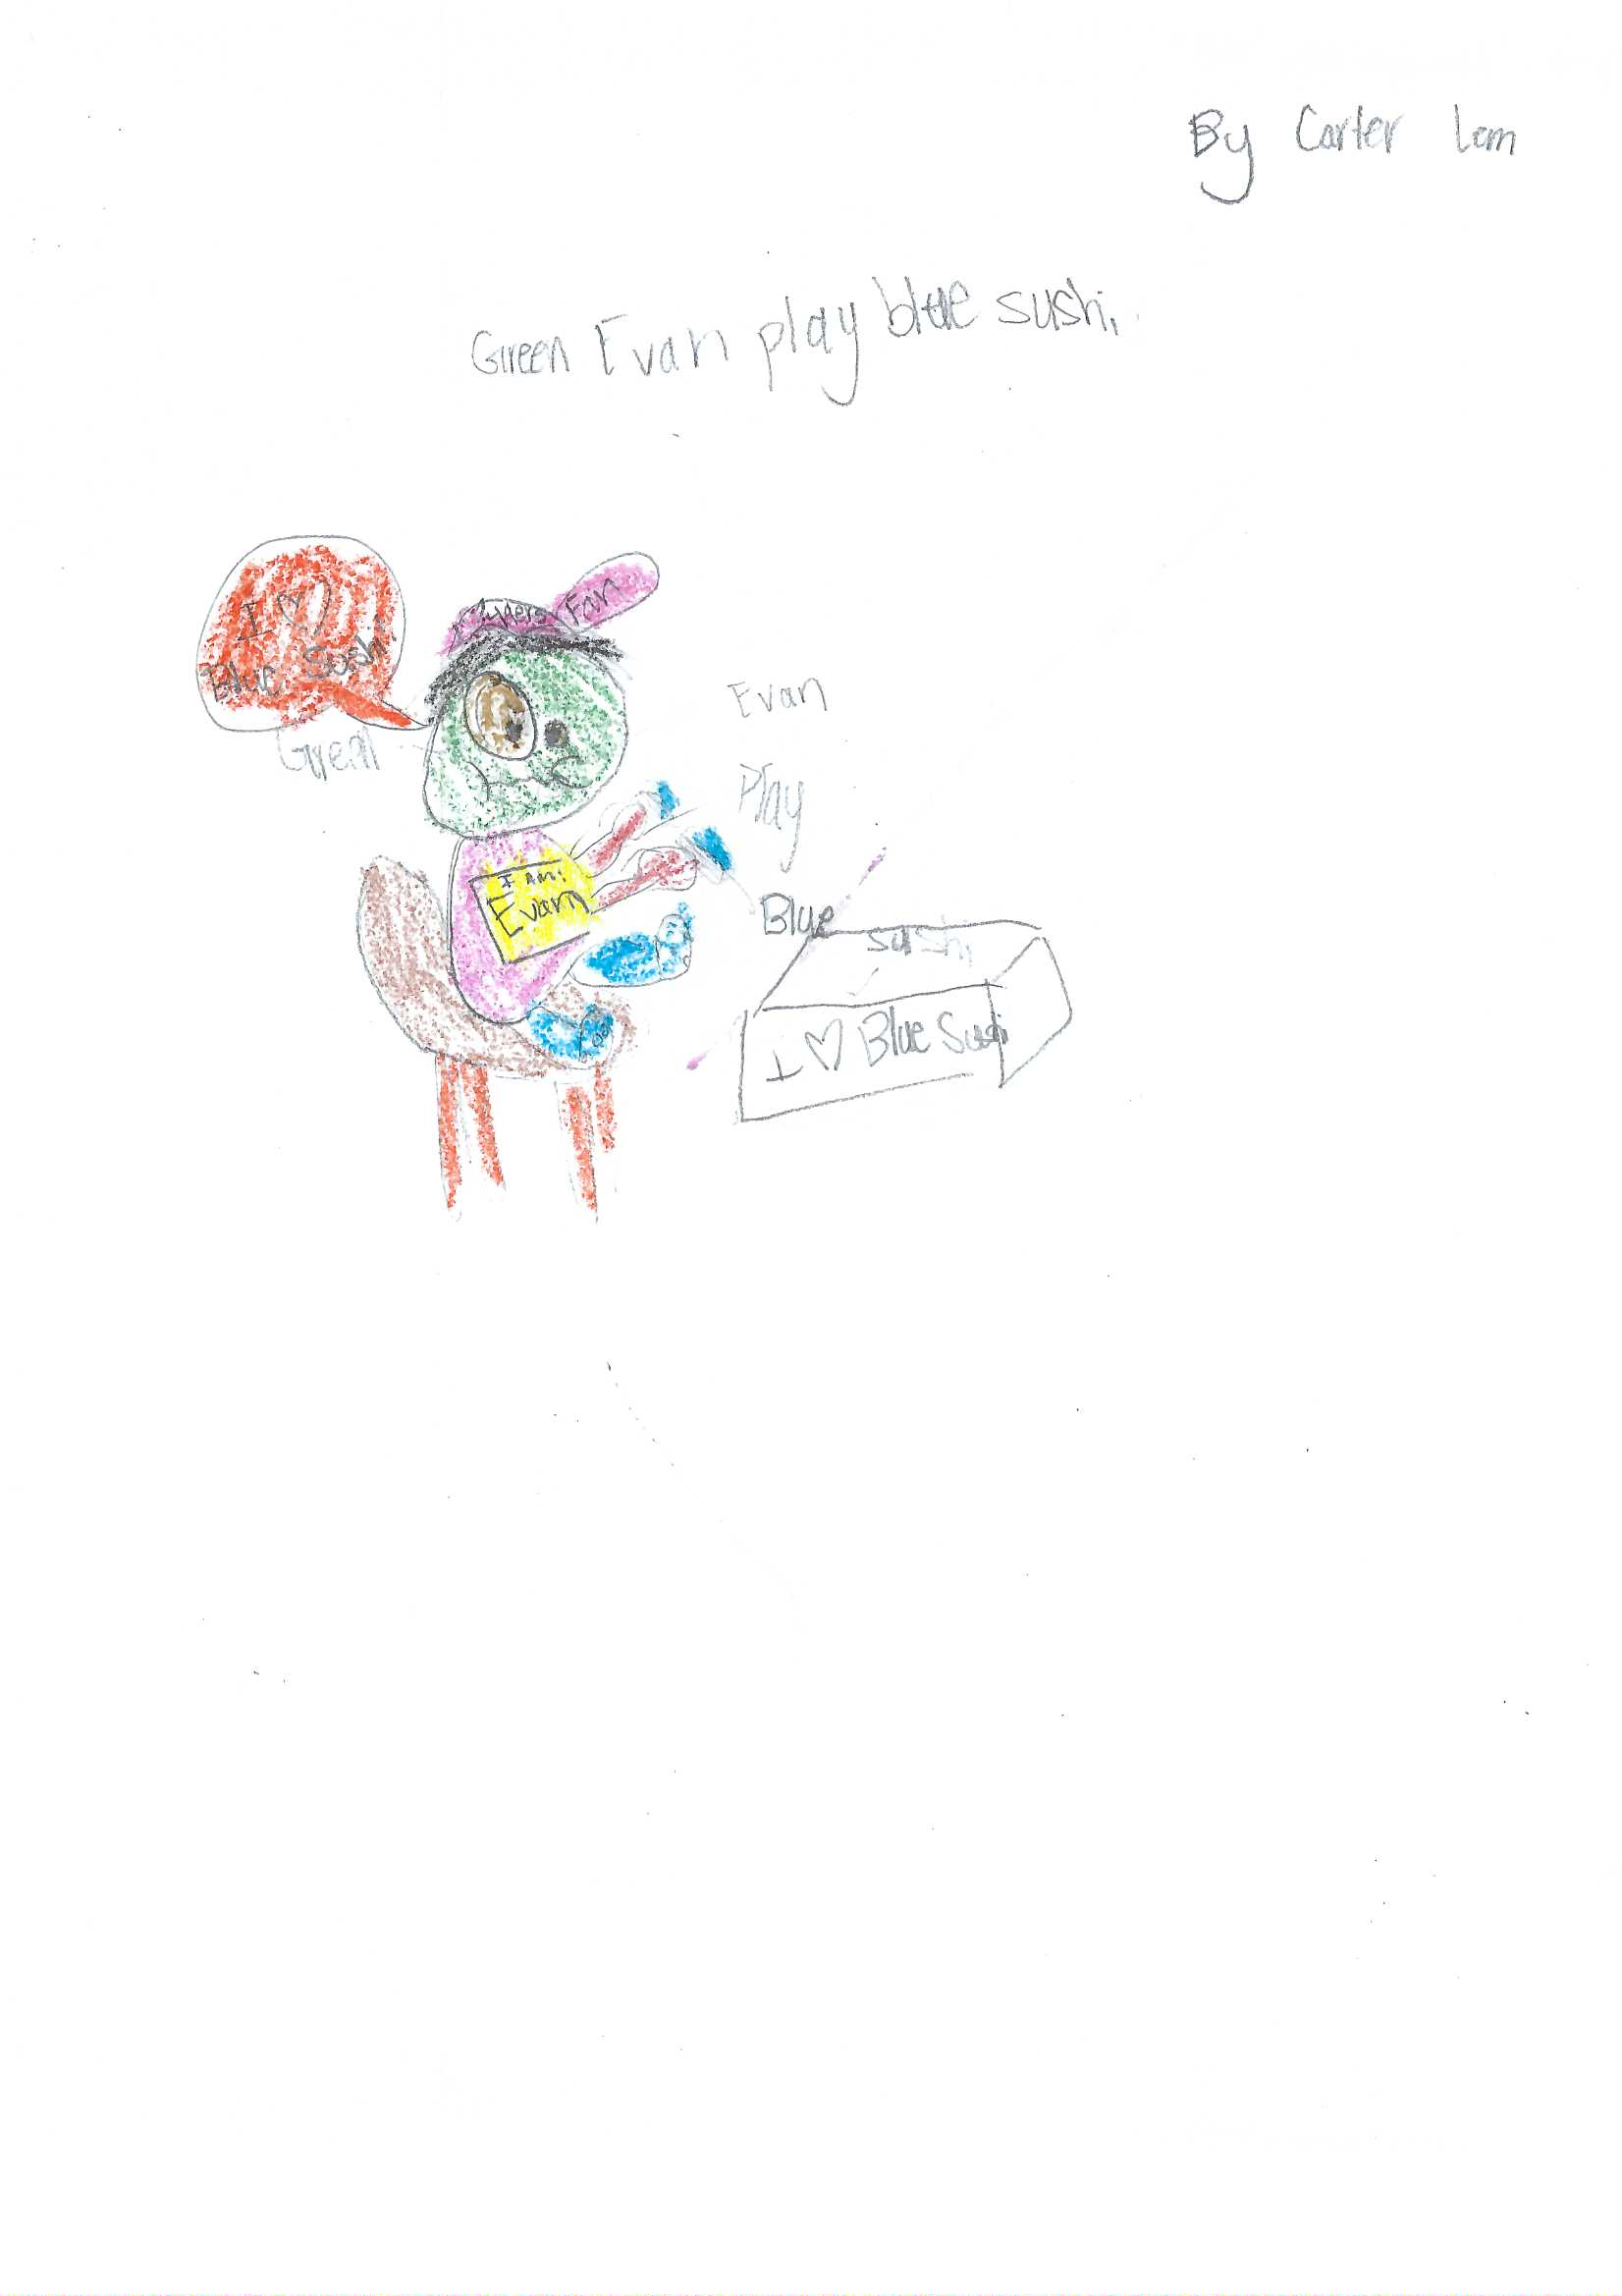 By Carter Lam
Green Evan play blue sushi.
I ♡
Blue Sushi
Fan
Green
Evan
Play
I Am:
Evan
Blue
sushi
I ♡ Blue Sushi